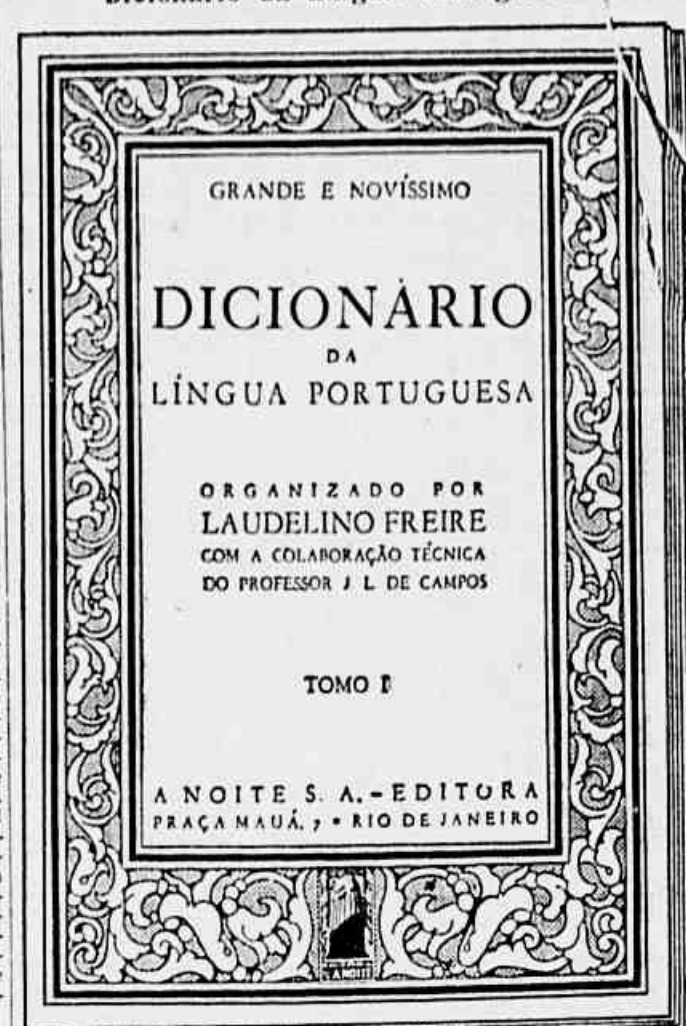 GRANDE E NOVÍSSIMO
DICIONÁRIO
DA
LÍNGUA PORTUGUESA
ORGANIZADO POR
LAUDELINO FREIRE
COM A COLABORAÇÃO TÉCNICA
DO PROFESSOR J L DE CAMPOS
TOMO I
A NOITE S. A. - EDITORA
PRAÇA MAUÁ, 7 • RIO DE JANEIRO
A NOITE